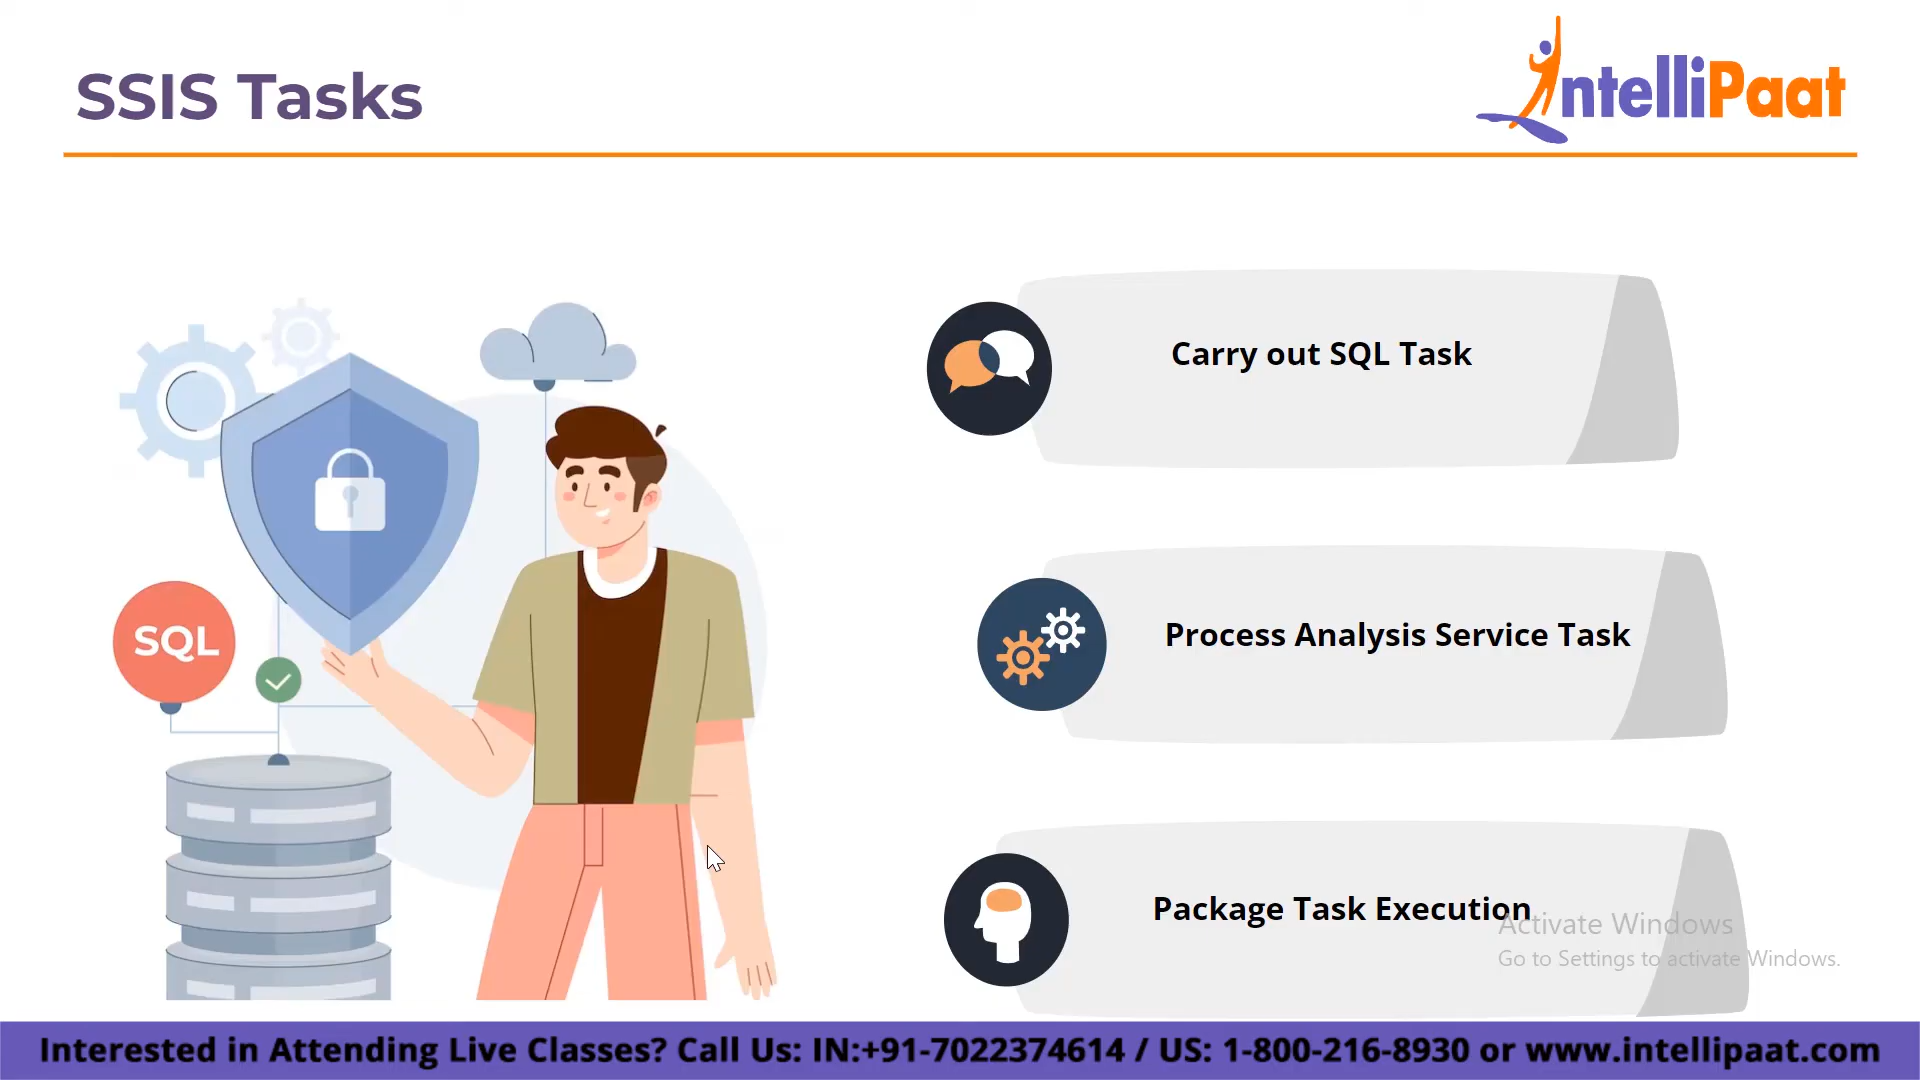 SSIS Tasks
IntelliPaat
Carry out SQL Task
SQL
Process Analysis Service Task
Package Task Execution
Activate Windows
Go to Settings to activate Windows.
Interested in Attending Live Classes? Call Us: IN:+91-7022374614 / US: 1-800-216-8930 or www.intellipaat.com